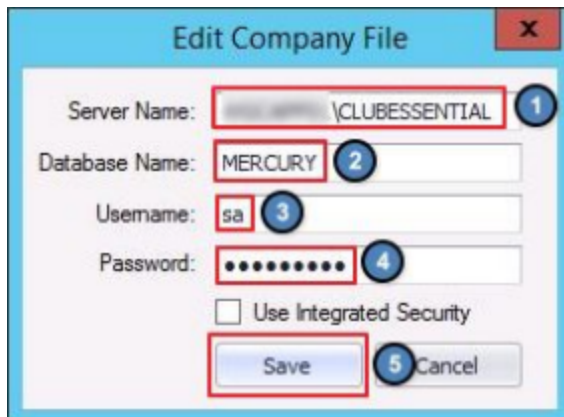 Edit Company File
x
Server Name: \CLUBESSENTIAL 1
Database Name: MERCURY 2
Username: sa 3
Password: ●●●●●●●●● 4
Use Integrated Security
Save 5 Cancel